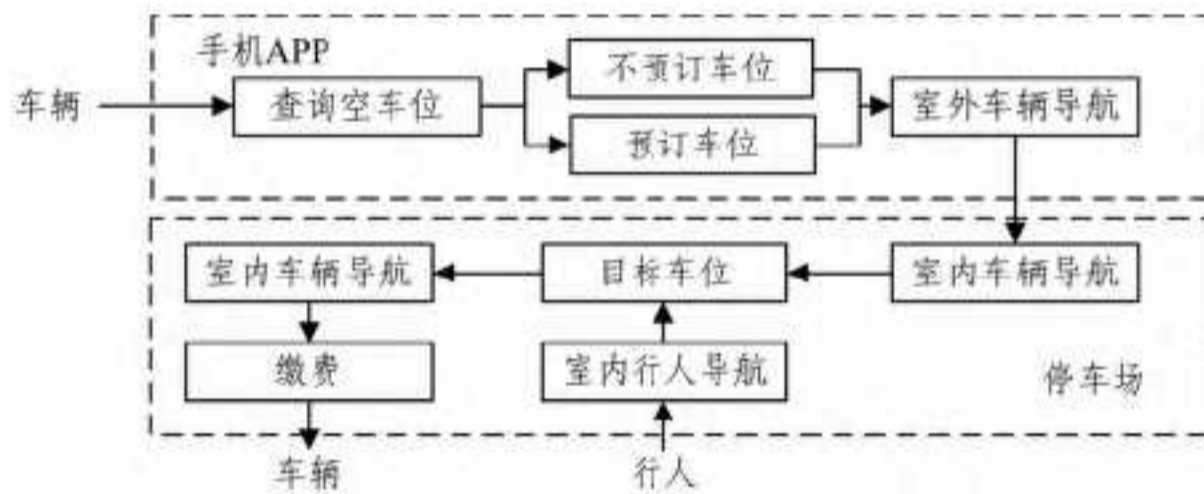 手机APP
不预订车位
车辆
查询空车位
室外车辆导航
预订车位
室内车辆导航
目标车位
室内车辆导航
缴费
室内行人导航
停车场
车辆
行人